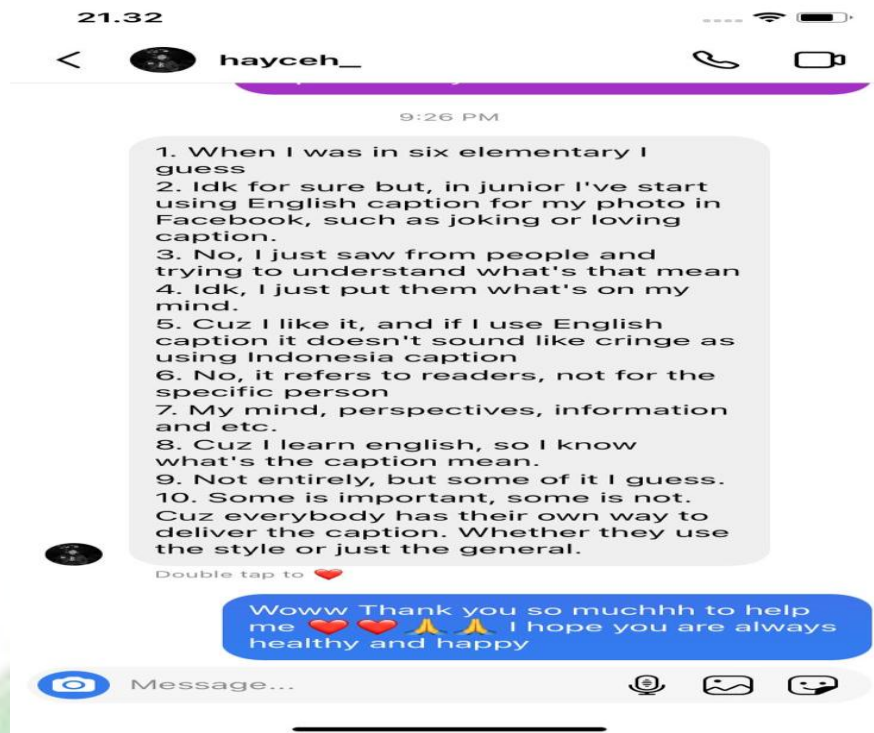 21.32
hayceh_
9:26 PM
1. When I was in six elementary I
guess
2. Idk for sure but, in junior I've start
using English caption for my photo in
Facebook, such as joking or loving
caption.
3. No, I just saw from people and
trying to understand what's that mean
4. Idk, I just put them what's on my
mind.
5. Cuz I like it, and if I use English
caption it doesn't sound like cringe as
using Indonesia caption
6. No, it refers to readers, not for the
specific person
7. My mind, perspectives, information
and etc.
8. Cuz I learn english, so I know
what's the caption mean.
9. Not entirely, but some of it I guess.
10. Some is important, some is not.
Cuz everybody has their own way to
deliver the caption. Whether they use
the style or just the general.
Double tap to ❤️
Woww Thank you so muchhh to help
me ❤️ ❤️ 🙏 🙏 I hope you are always
healthy and happy
Message...